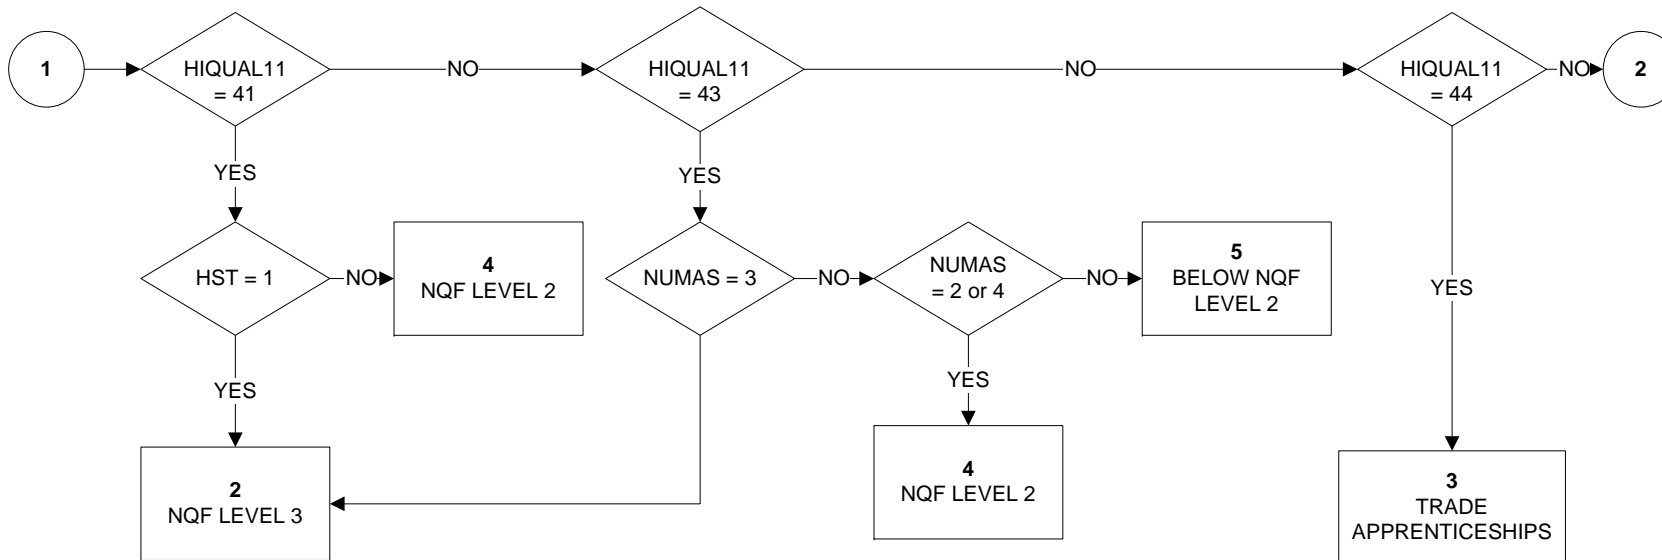 1
HIQUAL11
= 41
NO
HIQUAL11
= 43
NO
HIQUAL11
= 44
NO
2
YES
YES
HST = 1
NO
4
NQF LEVEL 2
NUMAS = 3
NO
NUMAS
= 2 or 4
NO
5
BELOW NQF
LEVEL 2
YES
YES
YES
2
NQF LEVEL 3
4
NQF LEVEL 2
3
TRADE
APPRENTICESHIPS